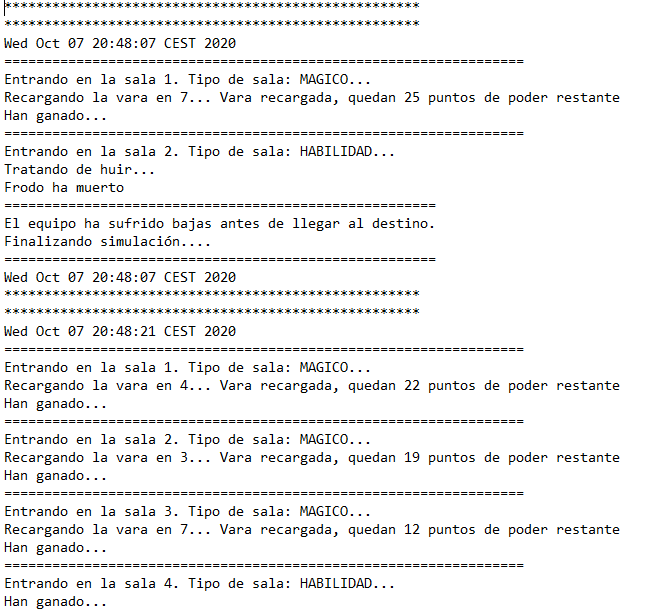 ****************************************************
****************************************************
Wed Oct 07 20:48:07 CEST 2020
=================================================================
Entrando en la sala 1. Tipo de sala: MAGICO...
Recargando la vara en 7... Vara recargada, quedan 25 puntos de poder restante
Han ganado...
=================================================================
Entrando en la sala 2. Tipo de sala: HABILIDAD...
Tratando de huir...
Frodo ha muerto
======================================================
El equipo ha sufrido bajas antes de llegar al destino.
Finalizando simulación....
======================================================
Wed Oct 07 20:48:07 CEST 2020
****************************************************
****************************************************
Wed Oct 07 20:48:21 CEST 2020
=================================================================
Entrando en la sala 1. Tipo de sala: MAGICO...
Recargando la vara en 4... Vara recargada, quedan 22 puntos de poder restante
Han ganado...
=================================================================
Entrando en la sala 2. Tipo de sala: MAGICO...
Recargando la vara en 3... Vara recargada, quedan 19 puntos de poder restante
Han ganado...
=================================================================
Entrando en la sala 3. Tipo de sala: MAGICO...
Recargando la vara en 7... Vara recargada, quedan 12 puntos de poder restante
Han ganado...
=================================================================
Entrando en la sala 4. Tipo de sala: HABILIDAD...
Han ganado...